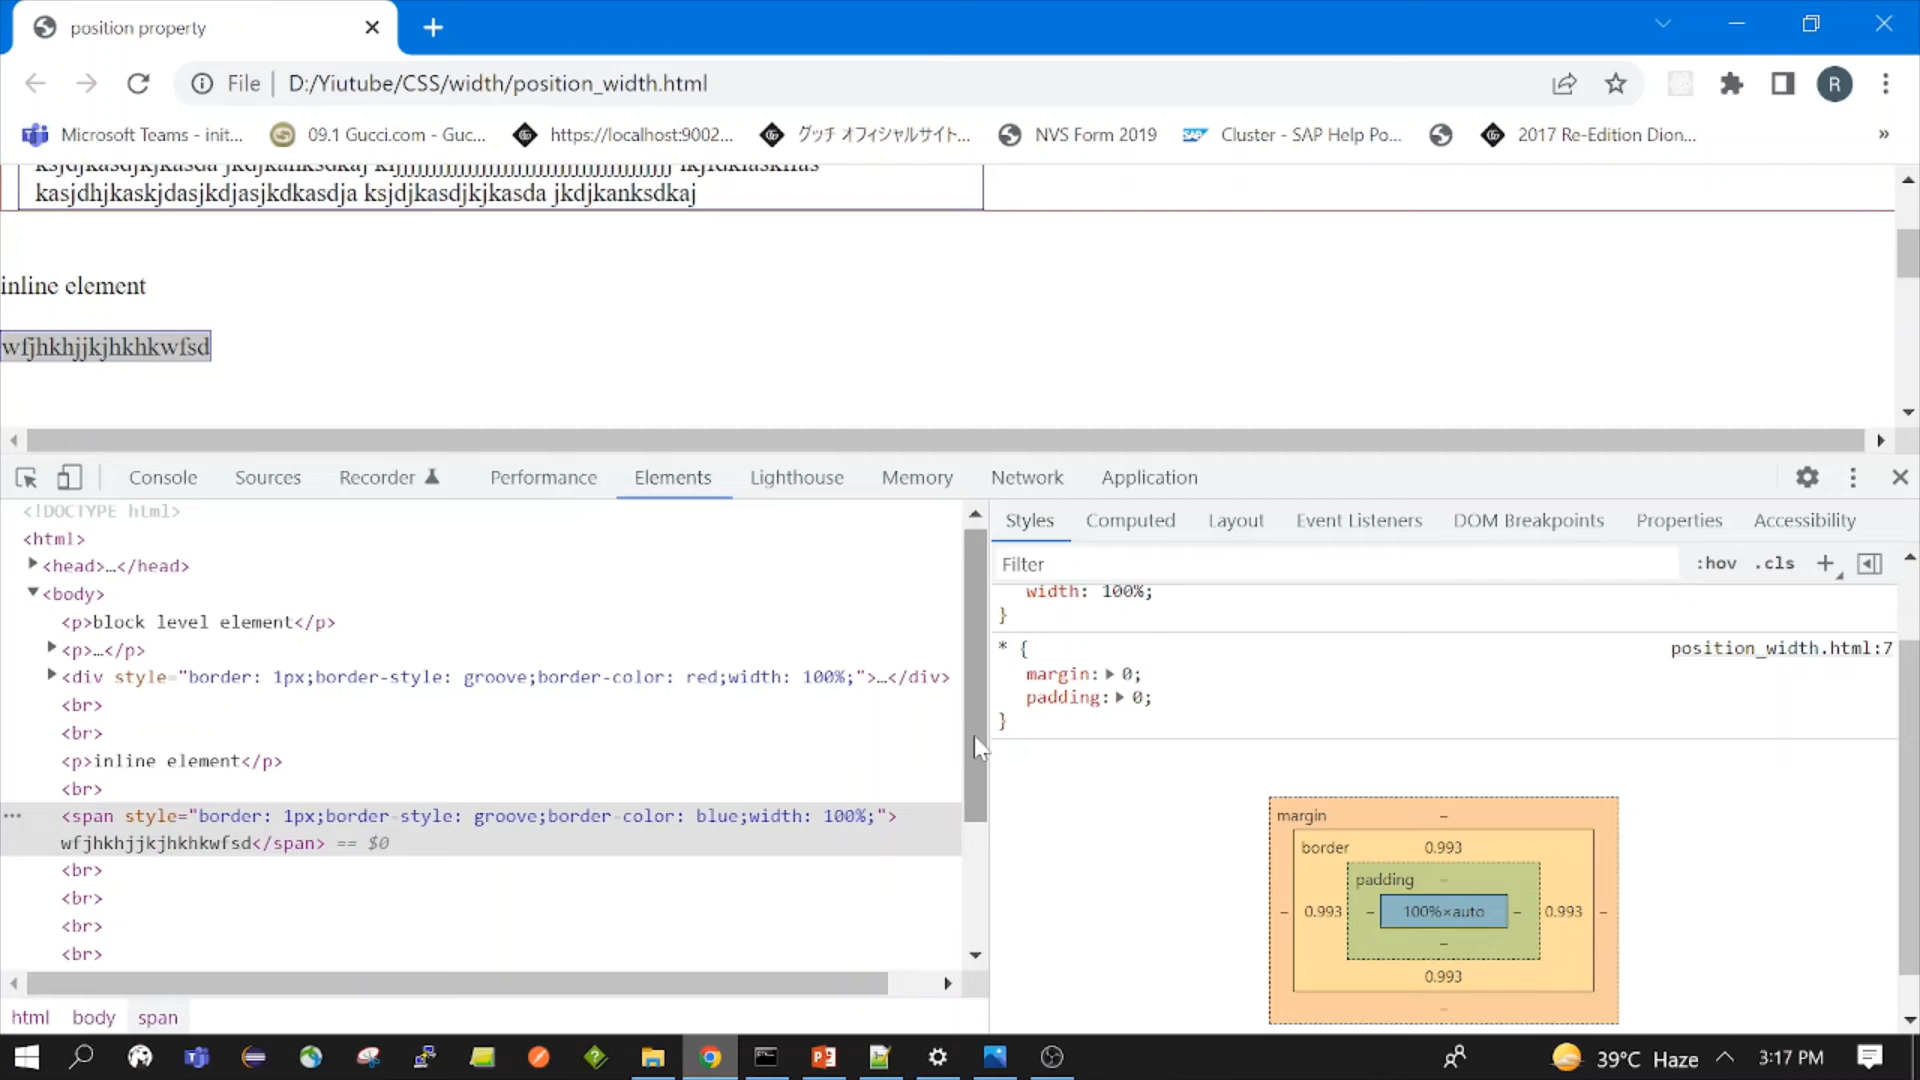 position property
File D:/Yiutube/CSS/width/position_width.html
R
Microsoft Teams - init...
09.1 Gucci.com - Guc...
https://localhost:9002...
グッチ オフィシャルサイト...
NVS Form 2019
SAP
Cluster - SAP Help Po...
2017 Re-Edition Dion...
»
kasjdhjkaskjdasjkdjasjkdkasdja ksjdjkasdjkjkasda jkdjkanksdkaj
inline element
wfjhkhjjkjhkhkwfsd
Console Sources Recorder Performance Elements Lighthouse Memory Network Application
<!DOCTYPE html>
<html>
<head>…</head>
<body>
<p>block level element</p>
<p>…</p>
<div style="border: 1px;border-style: groove;border-color: red;width: 100%;">…</div>
<br>
<br>
<p>inline element</p>
<br>
<span style="border: 1px;border-style: groove;border-color: blue;width: 100%;">
wfjhkhjjkjhkhkwfsd</span> == $0
<br>
<br>
<br>
<br>
html body span
Styles Computed Layout Event Listeners DOM Breakpoints Properties Accessibility
Filter :hov .cls +
width: 100%;
}
* { position_width.html:7
margin: 0;
padding: 0;
}
margin –
border 0.993
padding –
– 0.993 – 100%×auto – 0.993 –
–
0.993
–
39°C Haze 3:17 PM